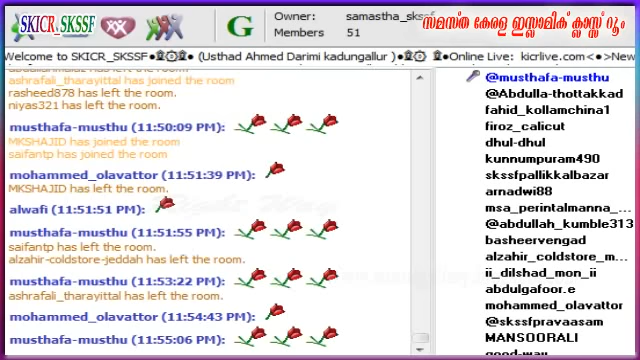 SKICR_SKSSF
G
Owner: samastha_skssf
Members 51
സമസ്ത കേരള ഇസ്ലാമിക് ക്ലാസ്സ് റൂം
Welcome to SKICR_SKSSF (Usthad Ahmed Darimi kadungallur ) Online Live: kicrlive.com<●>New
ashrafali_tharayittal has joined the room
rasheed878 has left the room.
niyas321 has left the room.
musthafa-musthu (11:50:09 PM):
MKSHAJID has joined the room
saifantp has joined the room
mohammed_olavattor (11:51:39 PM):
MKSHAJID has left the room.
alwafi (11:51:51 PM):
musthafa-musthu (11:51:55 PM):
saifantp has left the room.
alzahir-coldstore-jeddah has left the room.
musthafa-musthu (11:53:22 PM):
ashrafali_tharayittal has left the room.
mohammed_olavattor (11:54:43 PM):
musthafa-musthu (11:55:06 PM):
@musthafa-musthu
@Abdulla-thottakkad
fahid_kollamchina1
firoz_calicut
dhul-dhul
kunnumpuram490
skssfpallikkalbazar
arnadwi88
msa_perintalmanna_...
@abdullah_kumble313
basheervengad
alzahir_coldstore_m...
ii_dilshad_mon_ii
abdulgafoor.e
mohammed_olavattor
@skssfpravaasam
MANSOORALI